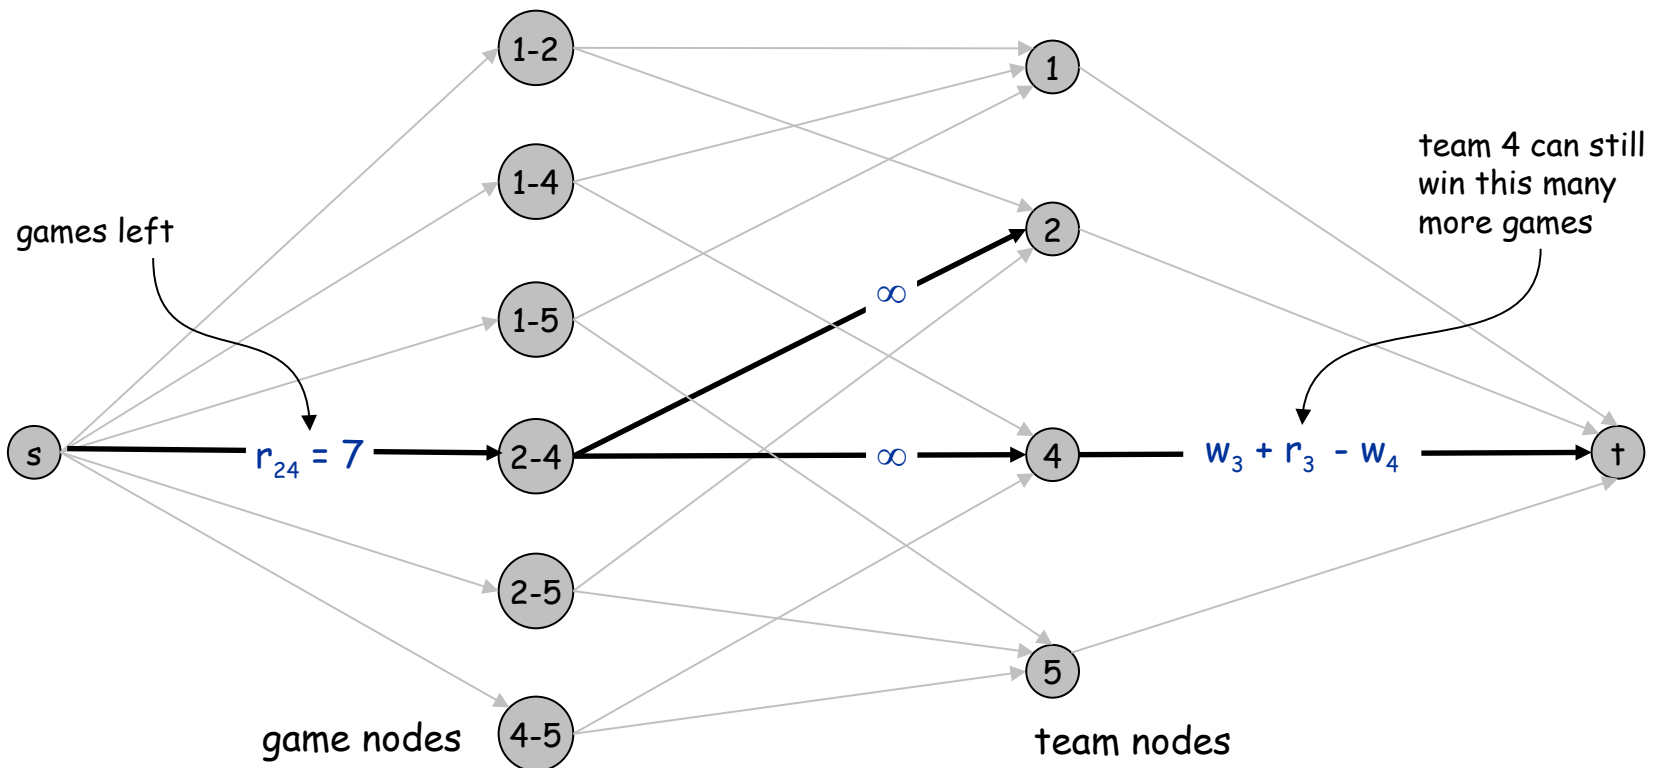 1-2
1
team 4 can still
win this many
more games
1-4
games left
2
∞
1-5
s
r₂₄ = 7
2-4
∞
4
w₃ + r₃ - w₄
t
2-5
5
game nodes
4-5
team nodes